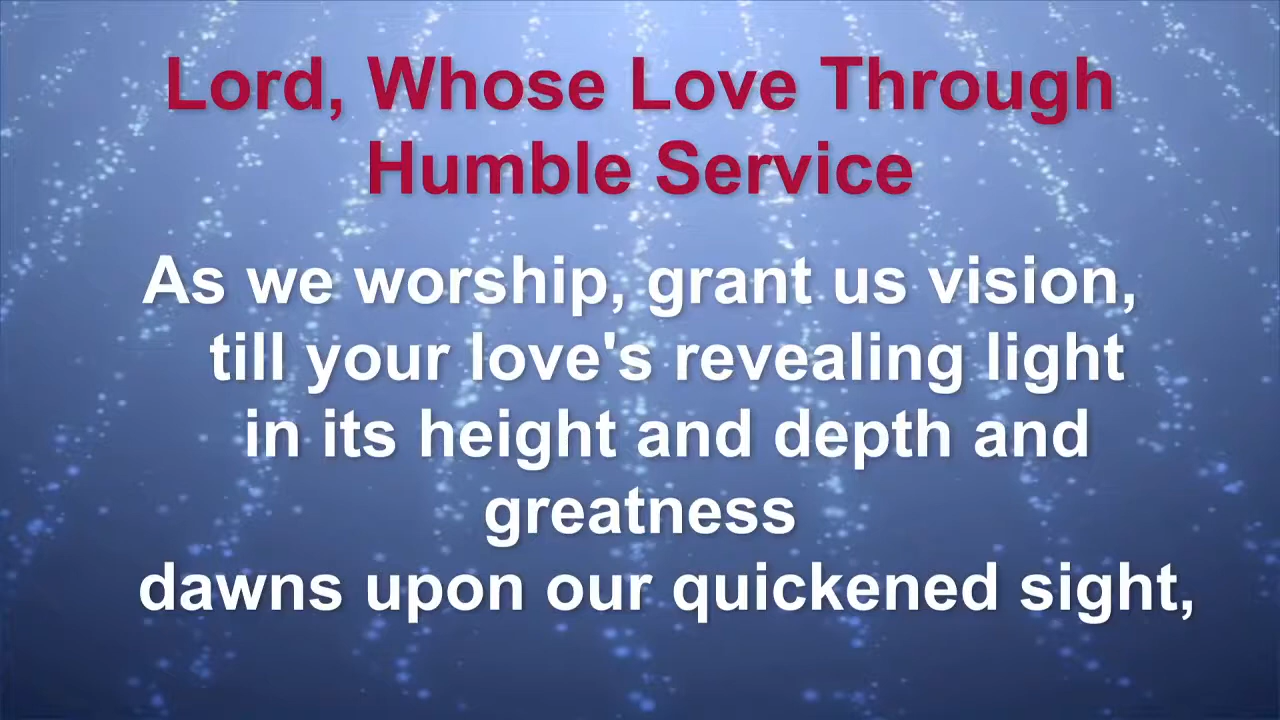 Lord, Whose Love Through
Humble Service
As we worship, grant us vision,
till your love's revealing light
in its height and depth and
greatness
dawns upon our quickened sight,